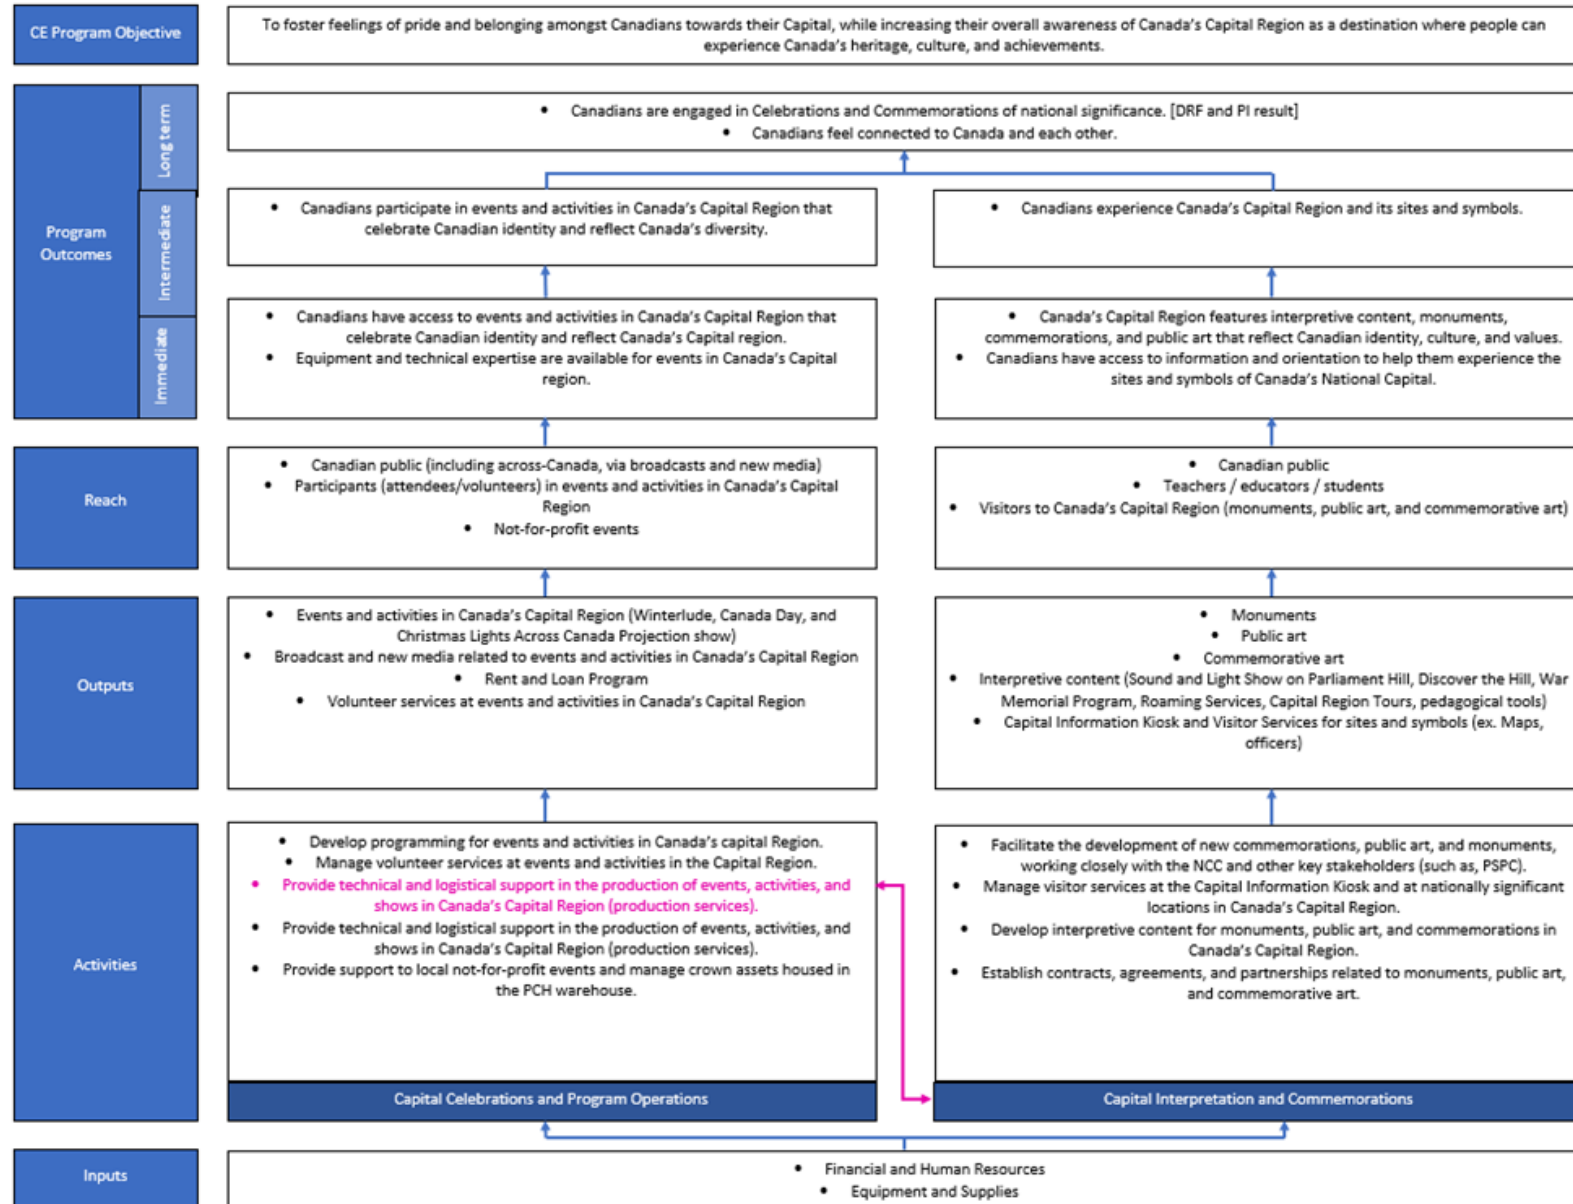 CE Program Objective
To foster feelings of pride and belonging amongst Canadians towards their Capital, while increasing their overall awareness of Canada's Capital Region as a destination where people can
experience Canada's heritage, culture, and achievements.
Program
Outcomes
Long term
Intermediate
Immediate
• Canadians are engaged in Celebrations and Commemorations of national significance. [DRF and PI result]
• Canadians feel connected to Canada and each other.
• Canadians participate in events and activities in Canada's Capital Region that
celebrate Canadian identity and reflect Canada's diversity.
• Canadians experience Canada's Capital Region and its sites and symbols.
• Canadians have access to events and activities in Canada's Capital Region that
celebrate Canadian identity and reflect Canada's Capital region.
• Equipment and technical expertise are available for events in Canada's Capital
region.
• Canada's Capital Region features interpretive content, monuments,
commemorations, and public art that reflect Canadian identity, culture, and values.
• Canadians have access to information and orientation to help them experience the
sites and symbols of Canada's National Capital.
Reach
• Canadian public (including across-Canada, via broadcasts and new media)
• Participants (attendees/volunteers) in events and activities in Canada's Capital
Region
• Not-for-profit events
• Canadian public
• Teachers / educators / students
• Visitors to Canada's Capital Region (monuments, public art, and commemorative art)
Outputs
• Events and activities in Canada's Capital Region (Winterlude, Canada Day, and
Christmas Lights Across Canada Projection show)
• Broadcast and new media related to events and activities in Canada's Capital Region
• Rent and Loan Program
• Volunteer services at events and activities in Canada's Capital Region
• Monuments
• Public art
• Commemorative art
• Interpretive content (Sound and Light Show on Parliament Hill, Discover the Hill, War
Memorial Program, Roaming Services, Capital Region Tours, pedagogical tools)
• Capital Information Kiosk and Visitor Services for sites and symbols (ex. Maps,
officers)
Activities
• Develop programming for events and activities in Canada's capital Region.
• Manage volunteer services at events and activities in the Capital Region.
• Provide technical and logistical support in the production of events, activities, and
shows in Canada's Capital Region (production services).
• Provide technical and logistical support in the production of events, activities, and
shows in Canada's Capital Region (production services).
• Provide support to local not-for-profit events and manage crown assets housed in
the PCH warehouse.
Capital Celebrations and Program Operations
• Facilitate the development of new commemorations, public art, and monuments,
working closely with the NCC and other key stakeholders (such as, PSPC).
• Manage visitor services at the Capital Information Kiosk and at nationally significant
locations in Canada's Capital Region.
• Develop interpretive content for monuments, public art, and commemorations in
Canada's Capital Region.
• Establish contracts, agreements, and partnerships related to monuments, public art,
and commemorative art.
Capital Interpretation and Commemorations
Inputs
• Financial and Human Resources
• Equipment and Supplies